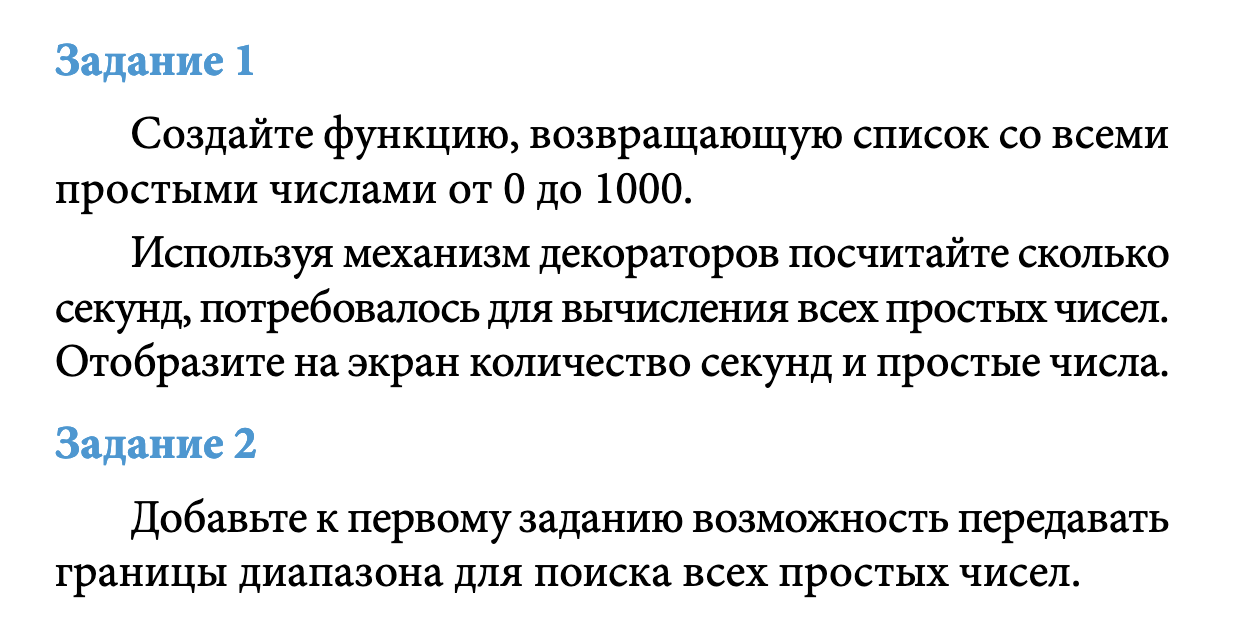 Задание 1
Создайте функцию, возвращающую список со всеми
простыми числами от 0 до 1000.
Используя механизм декораторов посчитайте сколько
секунд, потребовалось для вычисления всех простых чисел.
Отобразите на экран количество секунд и простые числа.
Задание 2
Добавьте к первому заданию возможность передавать
границы диапазона для поиска всех простых чисел.